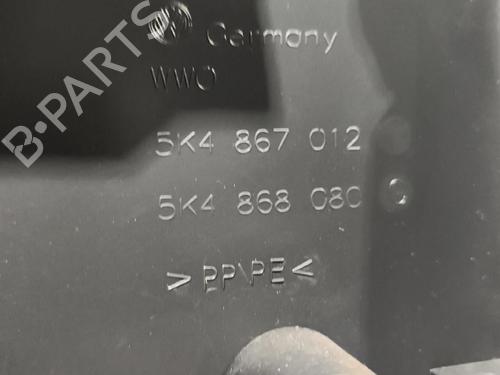 Germany
WWO
5K4 867 012
5K4 868 080
>PP\PE<
B-PARTS